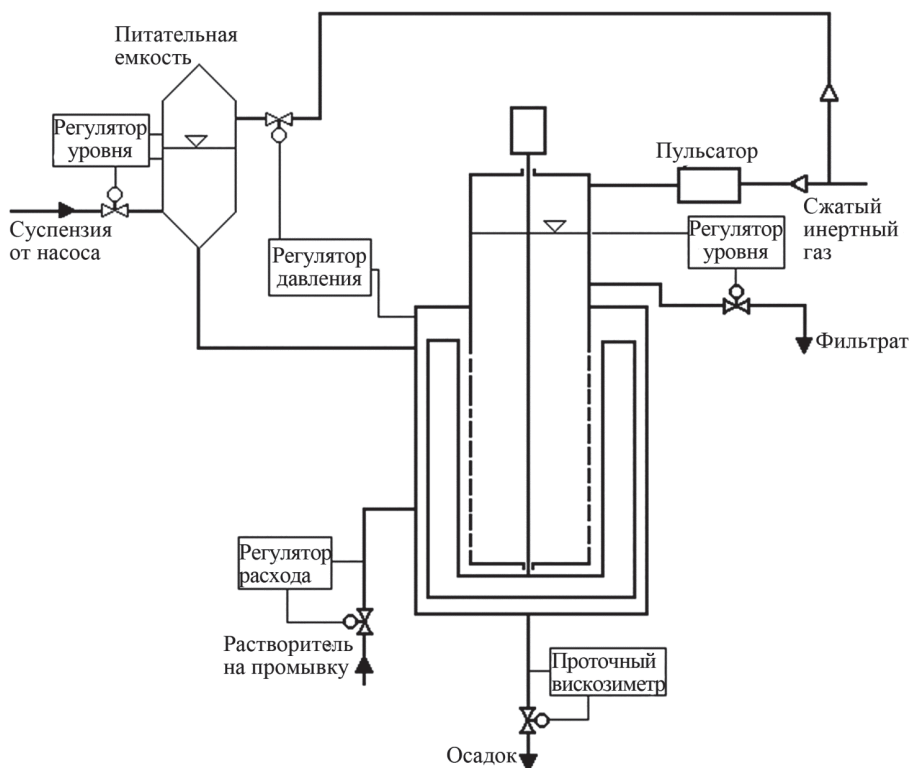 Питательная
емкость
Регулятор
уровня
Пульсатор
Суспензия
от насоса
Регулятор
давления
Регулятор
уровня
Сжатый
инертный
газ
Фильтрат
Регулятор
расхода
Растворитель
на промывку
Проточный
вискозиметр
Осадок